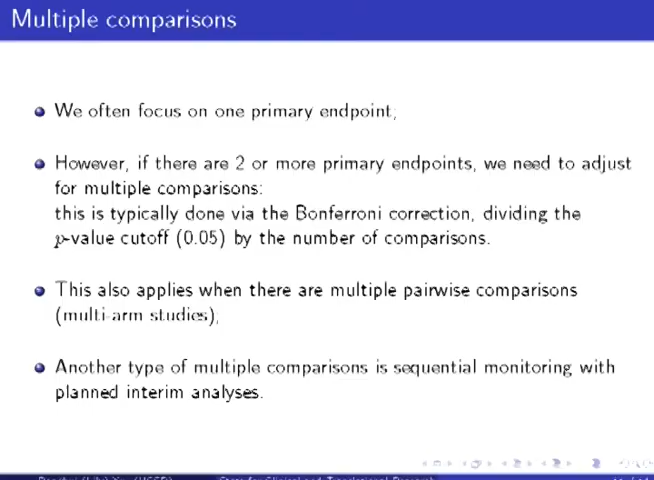 Multiple comparisons
We often focus on one primary endpoint;
However, if there are 2 or more primary endpoints, we need to adjust
for multiple comparisons:
this is typically done via the Bonferroni correction, dividing the
p-value cutoff (0.05) by the number of comparisons.
This also applies when there are multiple pairwise comparisons
(multi-arm studies);
Another type of multiple comparisons is sequential monitoring with
planned interim analyses.